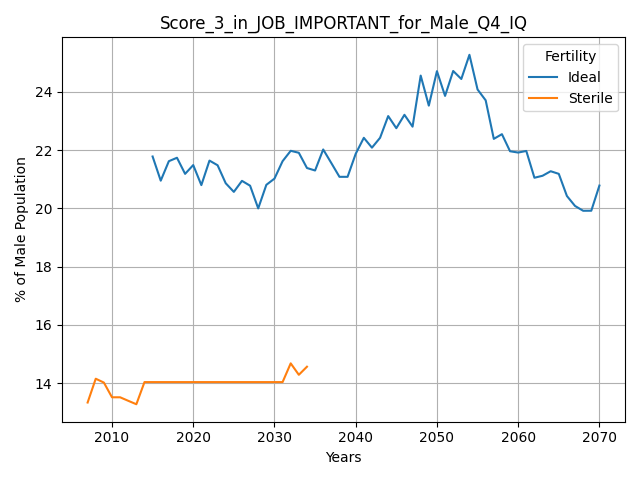 Score_3_in_JOB_IMPORTANT_for_Male_Q4_IQ
Fertility
Ideal
Sterile
% of Male Population
24
22
20
18
16
14
2010 2020 2030 2040 2050 2060 2070
Years